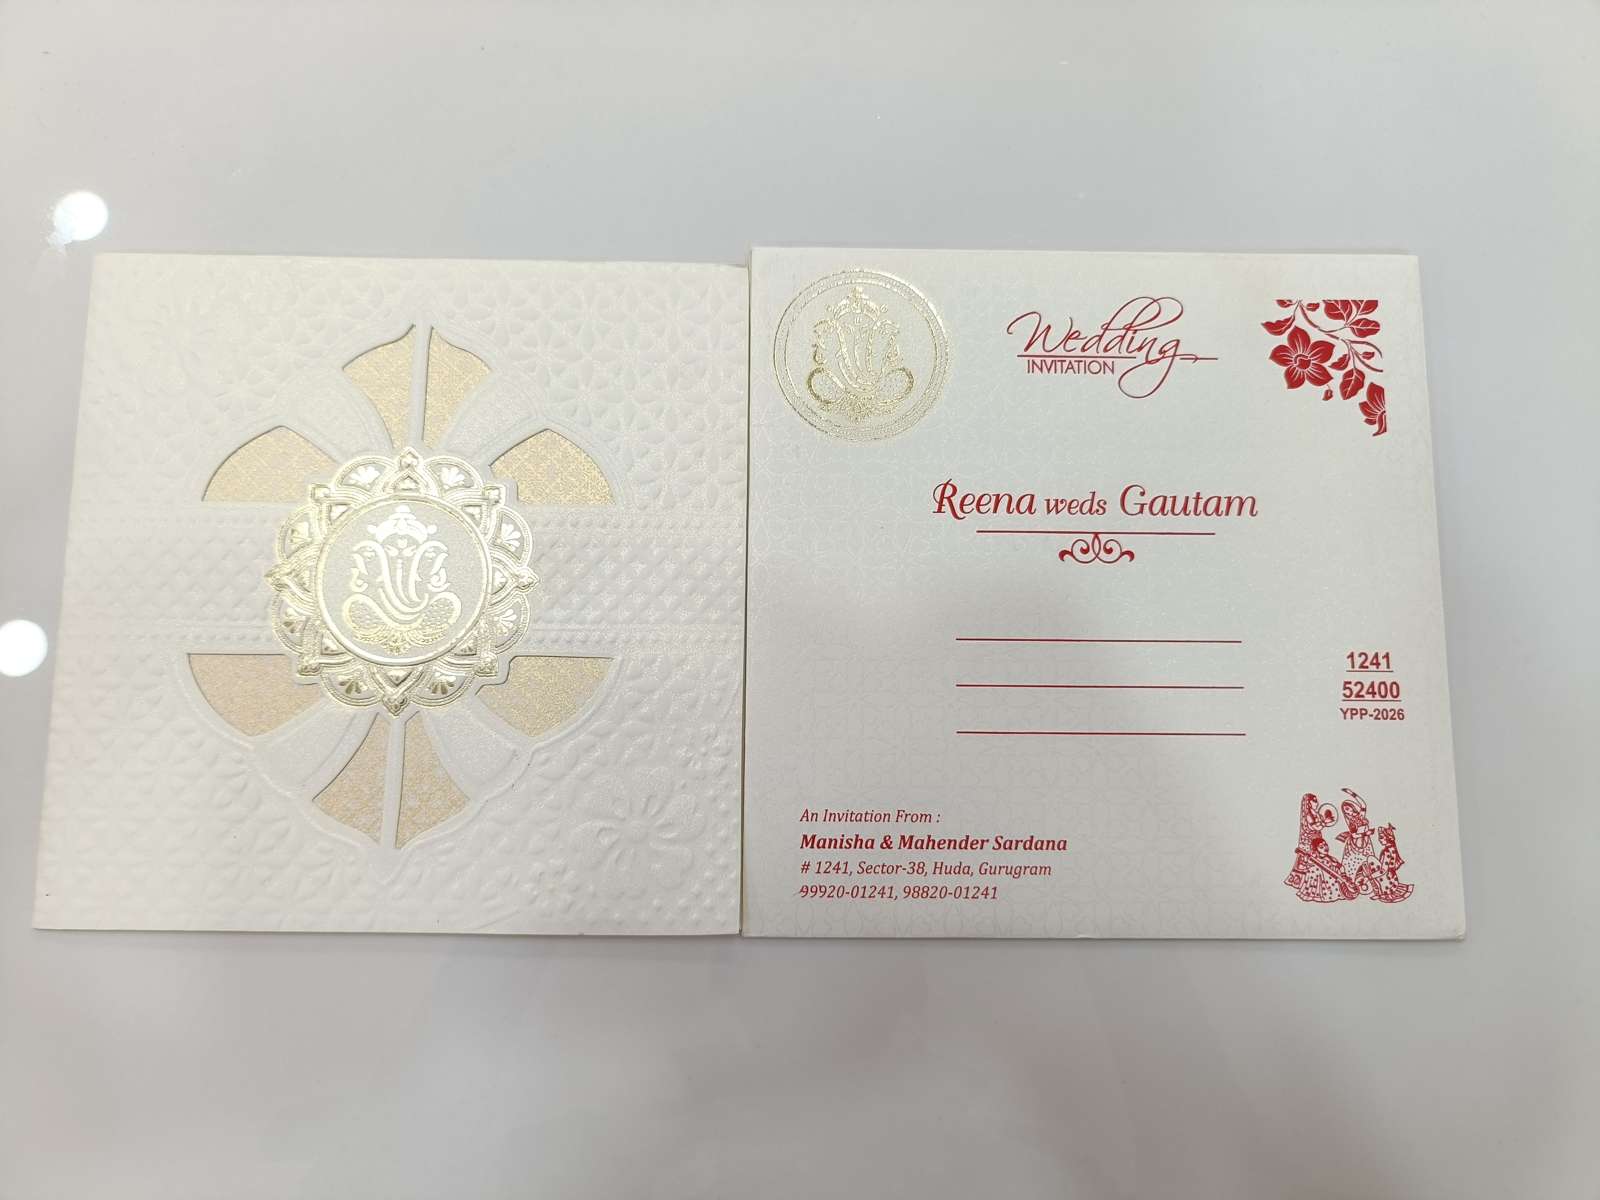 Wedding
INVITATION
Reena weds Gautam
1241
52400
YPP-2026
An Invitation From :
Manisha & Mahender Sardana
# 1241, Sector-38, Huda, Gurugram
99920-01241, 98820-01241